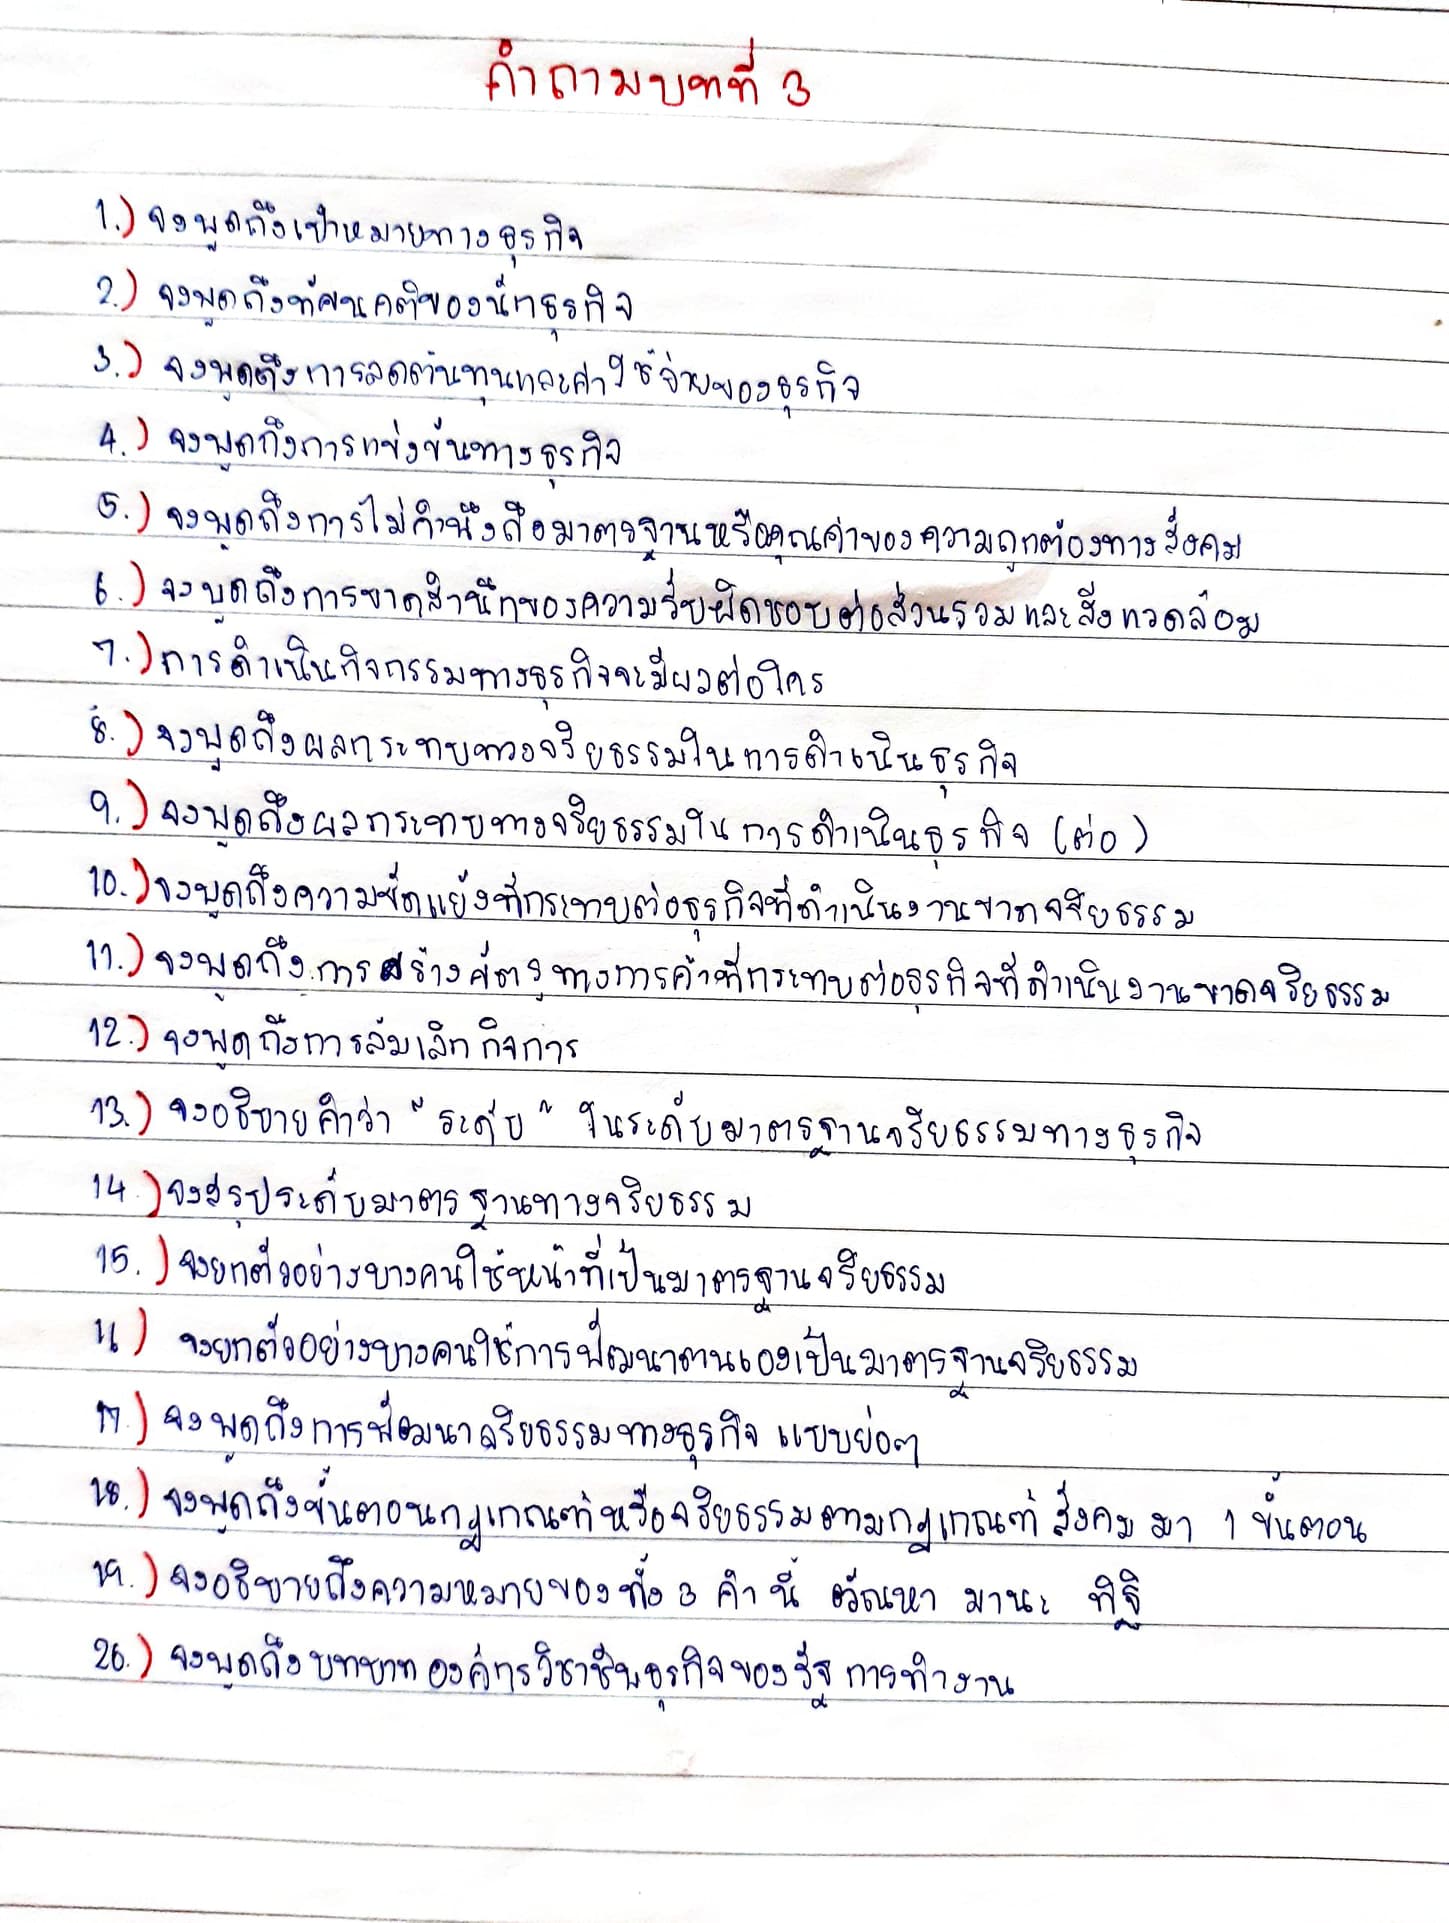 คำถามบทที่ 3
1.) จงพูดถึงเป้าหมายทางธุรกิจ
2.) จงพูดถึงทัศนคติของนักธุรกิจ
3.) จงพูดถึงการลดต้นทุนและค่าใช้จ่ายของธุรกิจ
4.) จงพูดถึงการแข่งขันทางธุรกิจ
5.) จงพูดถึงการไม่คำนึงถึงมาตรฐานหรือคุณค่าของความถูกต้องทางสังคม
6.) จงพูดถึงการขาดสำนึกของความรับผิดชอบต่อส่วนรวมและสิ่งแวดล้อม
7.) การดำเนินกิจกรรมทางธุรกิจจะมีผลต่อใคร
8.) จงพูดถึงผลกระทบทางจริยธรรมในการดำเนินธุรกิจ
9.) จงพูดถึงผลกระทบทางจริยธรรมในการดำเนินธุรกิจ (ต่อ)
10.) จงพูดถึงความขัดแย้งที่กระทบต่อธุรกิจที่ดำเนินงานขาดจริยธรรม
11.) จงพูดถึงการสร้างศัตรูทางการค้าที่กระทบต่อธุรกิจที่ดำเนินงานขาดจริยธรรม
12.) จงพูดถึงการล้มเลิกกิจการ
13.) จงอธิบายคำว่า "ระดับ" ในระดับมาตรฐานจริยธรรมทางธุรกิจ
14.) จงสรุประดับมาตรฐานทางจริยธรรม
15.) จงยกตัวอย่างบางคนใช้หน้าที่เป็นมาตรฐานจริยธรรม
16) จงยกตัวอย่างบางคนใช้การพัฒนาตนเองเป็นมาตรฐานจริยธรรม
17.) จงพูดถึงการพัฒนาจริยธรรมทางธุรกิจ แบบย่อๆ
18.) จงพูดถึงขั้นตอนกฎเกณฑ์หรือจริยธรรมตามกฎเกณฑ์ สังคม มา 1 ขั้นตอน
19.) จงอธิบายถึงความหมายของทั้ง 3 คำ นี้ ตัณหา มานะ ทิฐิ
20.) จงพูดถึงบทบาทองค์กรวิชาชีพธุรกิจของรัฐ การทำงาน